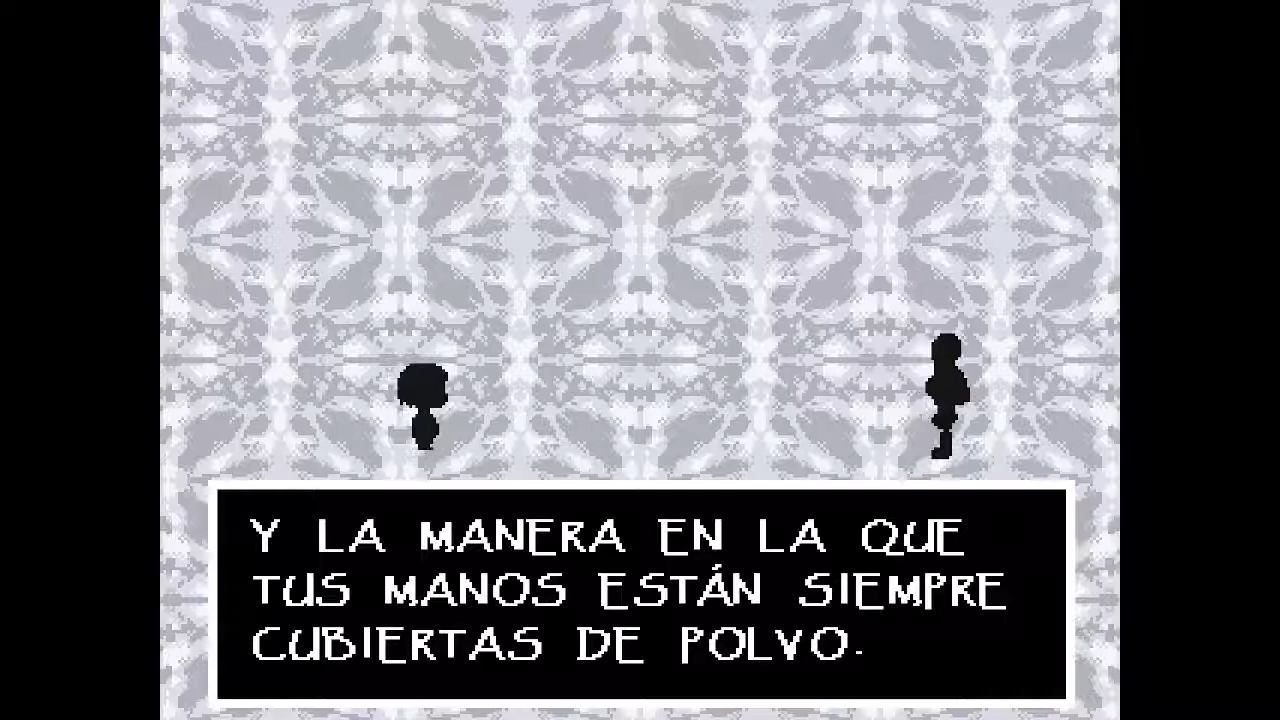 Y LA MANERA EN LA QUE
TUS MANOS ESTÁN SIEMPRE
CUBIERTAS DE POLVO.